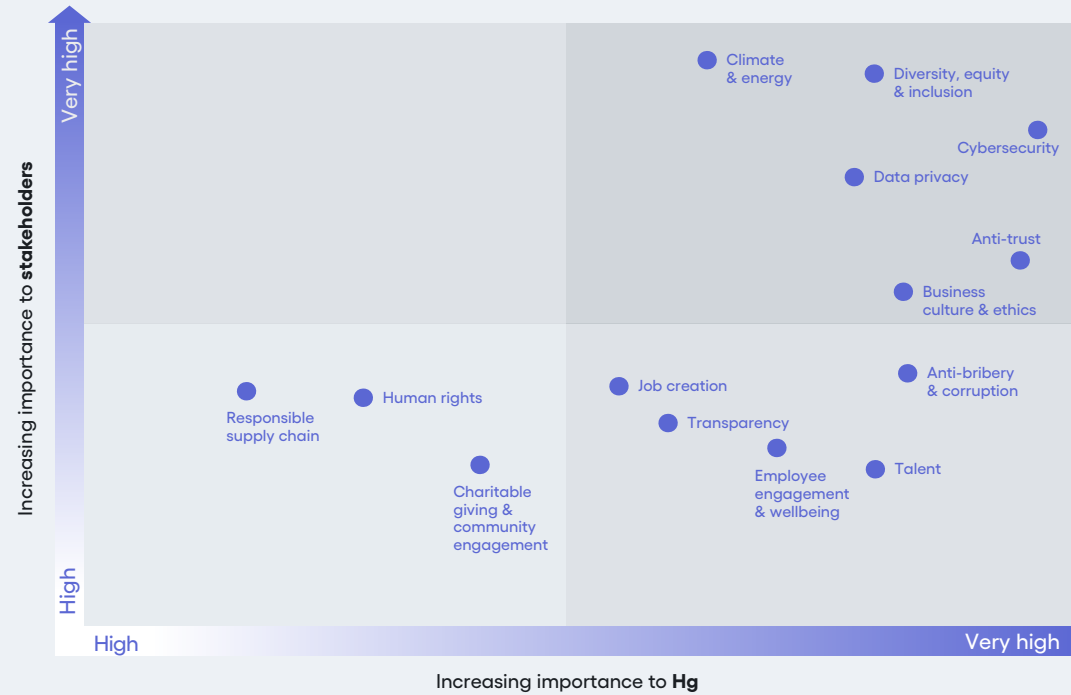 Very high
Increasing importance to stakeholders
High
Climate
& energy
Diversity, equity
& inclusion
Cybersecurity
Data privacy
Anti-trust
Business
culture & ethics
Responsible
supply chain
Human rights
Charitable
giving &
community
engagement
Job creation
Transparency
Employee
engagement
& wellbeing
Anti-bribery
& corruption
Talent
High
Very high
Increasing importance to Hg